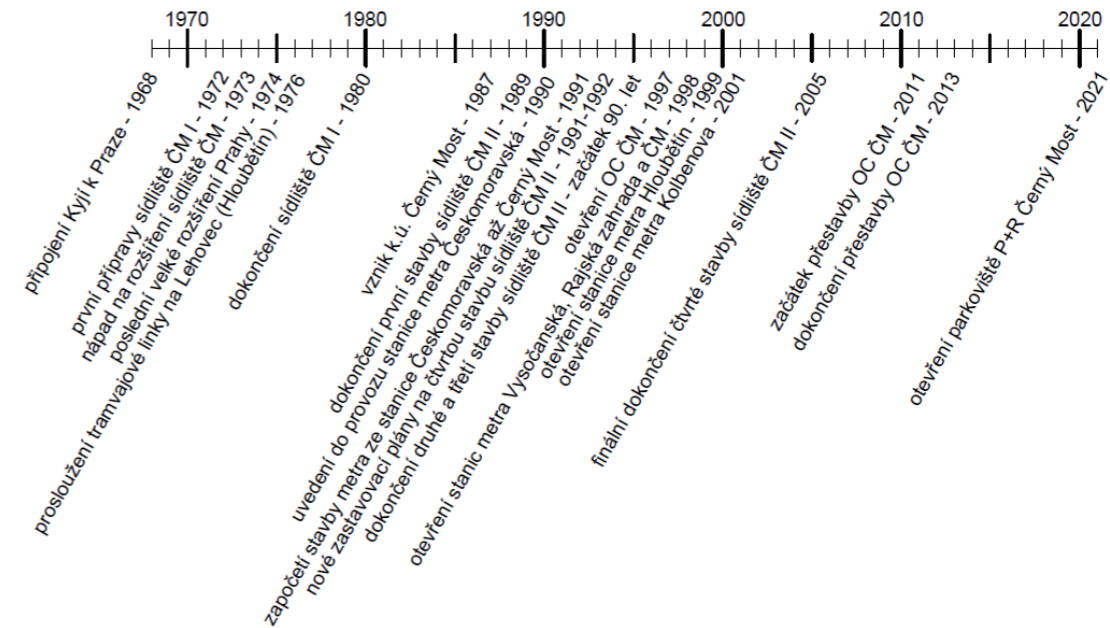 1970 1980 1990 2000 2010 2020
připojení Kyjí k Praze - 1968
první přípravy sídliště ČM I - 1972
nápad na rozšíření sídliště ČM - 1973
poslední velké rozšíření Prahy - 1974
prosloužení tramvajové linky na Lehovec (Hloubětín) - 1976
dokončení sídliště ČM I - 1980
vznik k.ú. Černý Most - 1987
dokončení první stavby sídliště ČM II - 1989
uvedení do provozu stanice metra Českomoravská - 1990
započetí stavby metra ze stanice Českomoravská až Černý Most - 1991
nové zastavovací plány na čtvrtou stavbu sídliště ČM II - 1991-1992
dokončení druhé a třetí stavby sídliště ČM II - začátek 90. let
otevření OC ČM - 1997
otevření stanic metra Vysočanská, Rajská zahrada a ČM - 1998
otevření stanice metra Hloubětín - 1999
otevření stanice metra Kolbenova - 2001
finální dokončení čtvrté stavby sídliště ČM II - 2005
začátek přestavby OC ČM - 2011
dokončení přestavby OC ČM - 2013
otevření parkoviště P+R Černý Most - 2021